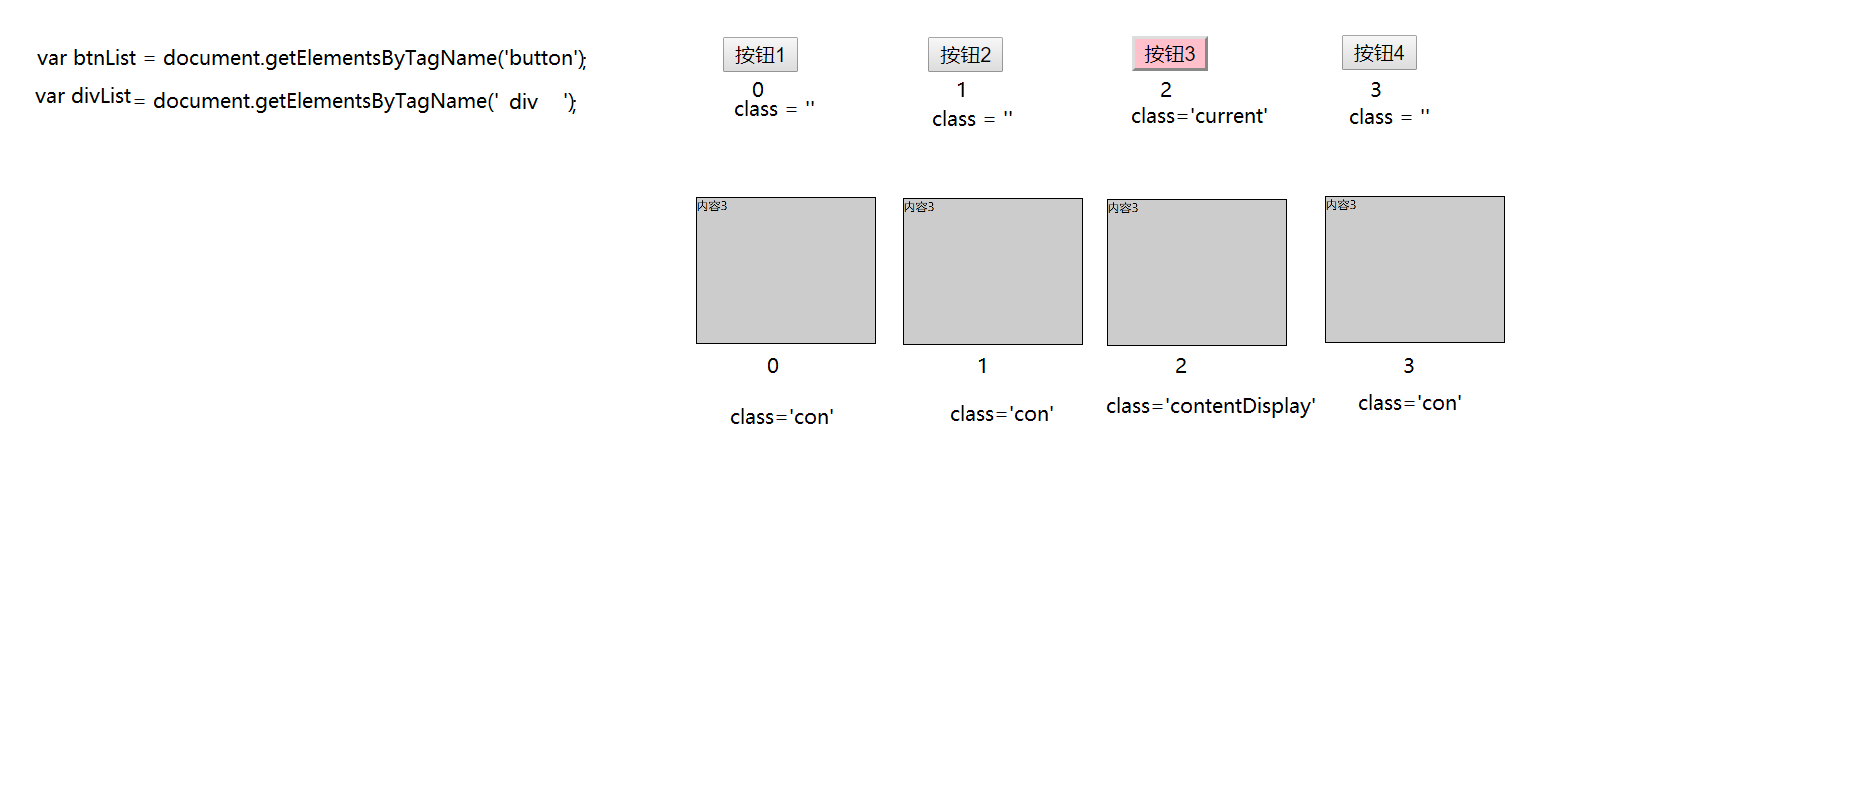 var btnList = document.getElementsByTagName('button');
var divList = document.getElementsByTagName(' div ');
按钮1 按钮2 按钮3 按钮4
0 1 2 3
class = '' class = '' class='current' class = ''
内容3 内容3 内容3 内容3
0 1 2 3
class='con' class='con' class='contentDisplay' class='con'